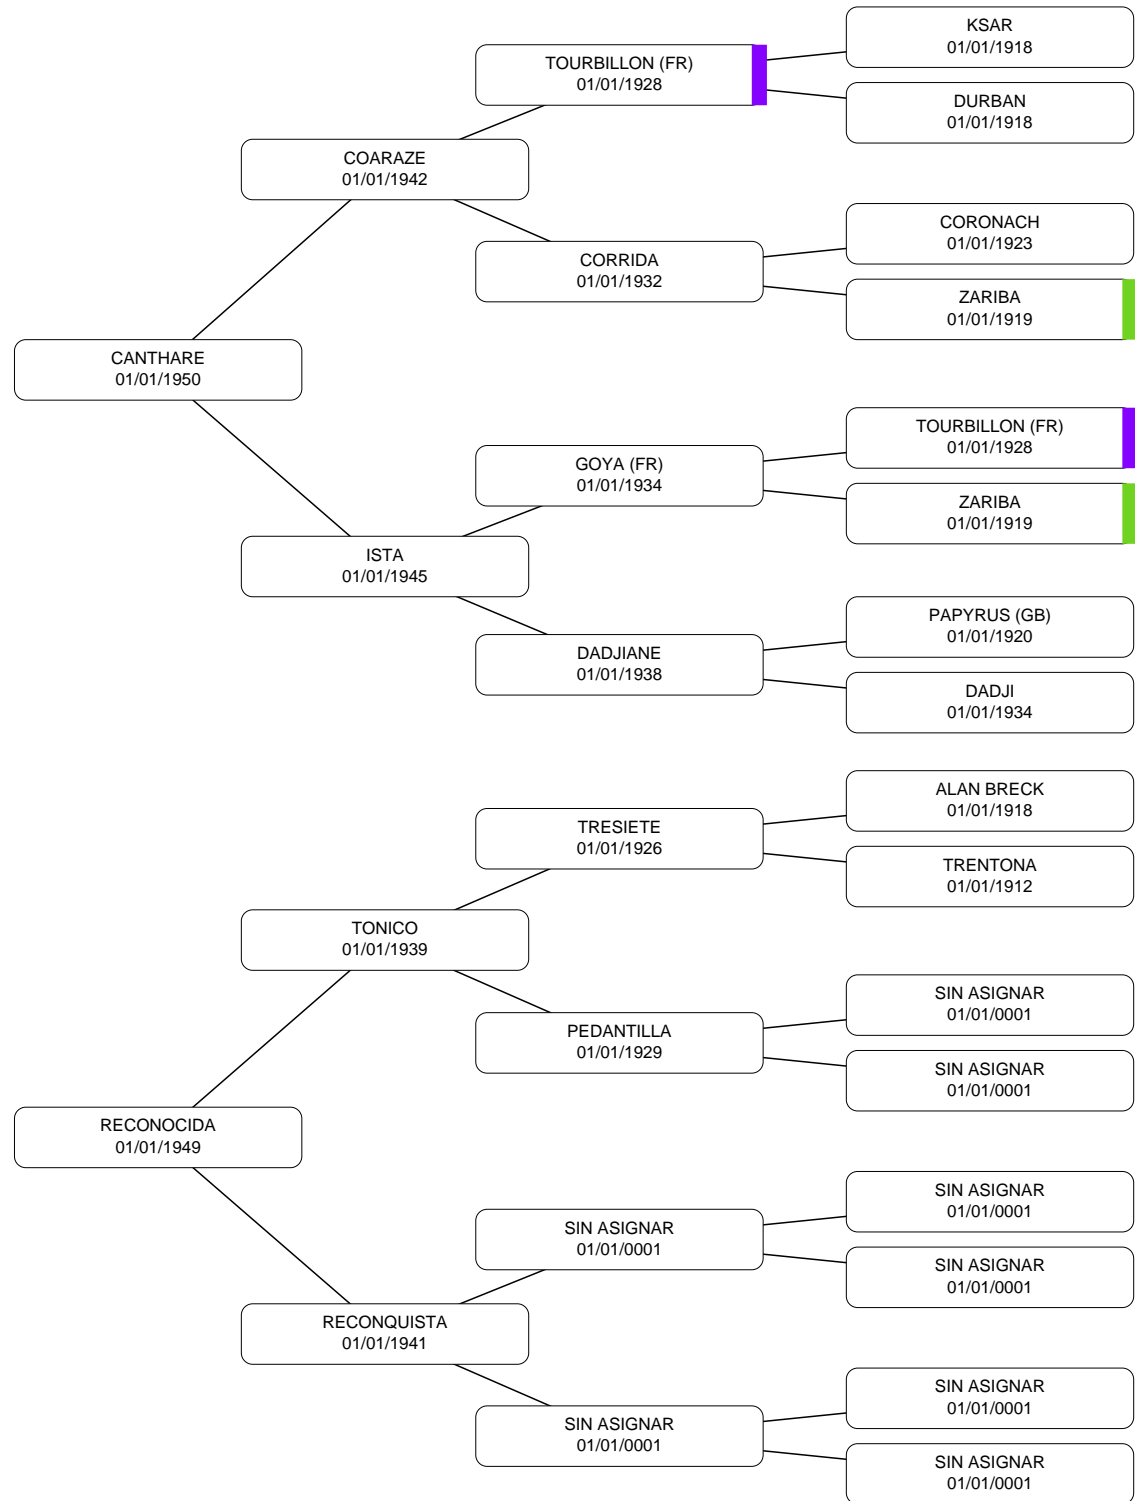 KSAR
01/01/1918
TOURBILLON (FR)
01/01/1928
DURBAN
01/01/1918
COARAZE
01/01/1942
CORONACH
01/01/1923
CORRIDA
01/01/1932
ZARIBA
01/01/1919
CANTHARE
01/01/1950
TOURBILLON (FR)
01/01/1928
GOYA (FR)
01/01/1934
ZARIBA
01/01/1919
ISTA
01/01/1945
PAPYRUS (GB)
01/01/1920
DADJIANE
01/01/1938
DADJI
01/01/1934
ALAN BRECK
01/01/1918
TRESIETE
01/01/1926
TRENTONA
01/01/1912
TONICO
01/01/1939
SIN ASIGNAR
01/01/0001
PEDANTILLA
01/01/1929
SIN ASIGNAR
01/01/0001
RECONOCIDA
01/01/1949
SIN ASIGNAR
01/01/0001
SIN ASIGNAR
01/01/0001
SIN ASIGNAR
01/01/0001
RECONQUISTA
01/01/1941
SIN ASIGNAR
01/01/0001
SIN ASIGNAR
01/01/0001
SIN ASIGNAR
01/01/0001